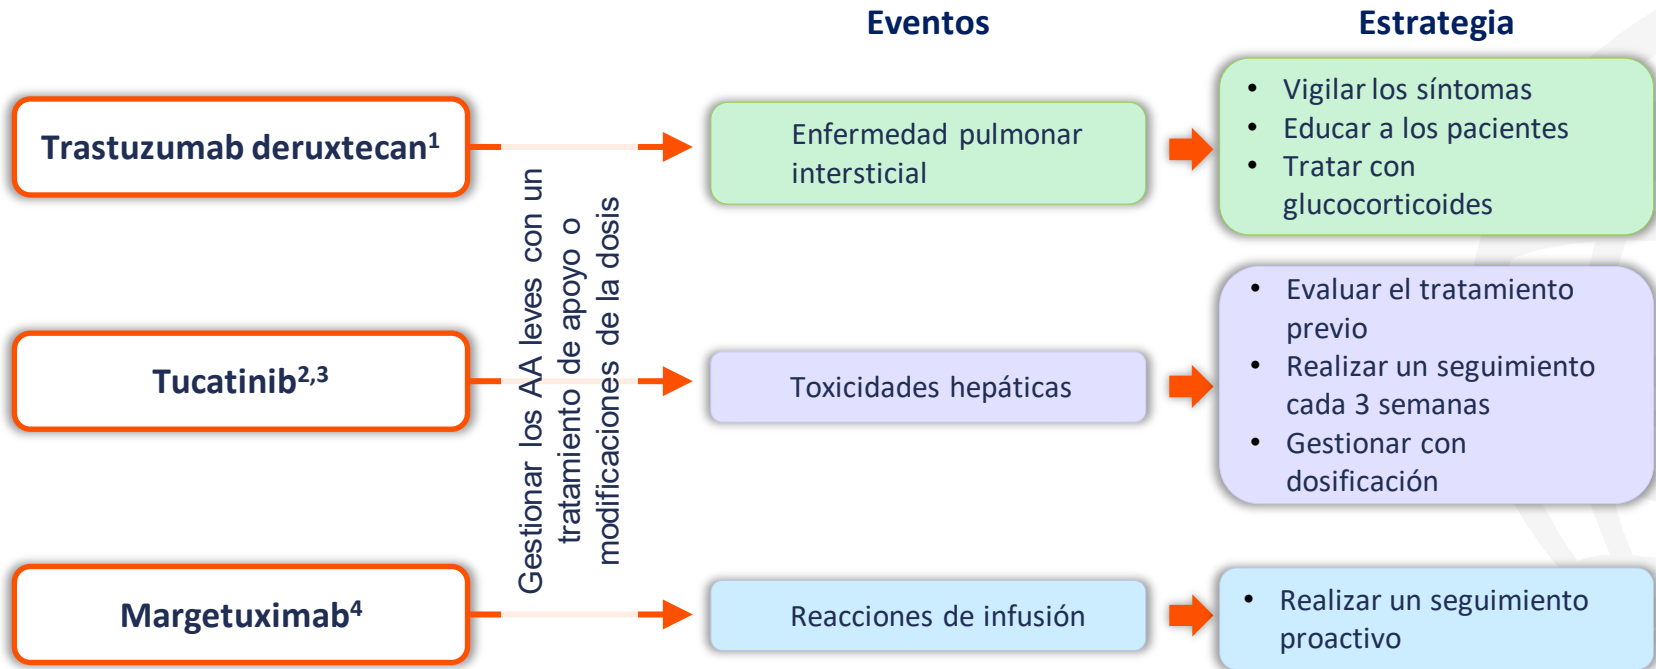 Eventos
Estrategia
Trastuzumab deruxtecan¹
Enfermedad pulmonar
intersticial
• Vigilar los síntomas
• Educar a los pacientes
• Tratar con
glucocorticoides
Gestionar los AA leves con un
tratamiento de apoyo o
modificaciones de la dosis
Tucatinib²,³
Toxicidades hepáticas
• Evaluar el tratamiento
previo
• Realizar un seguimiento
cada 3 semanas
• Gestionar con
dosificación
Margetuximab⁴
Reacciones de infusión
• Realizar un seguimiento
proactivo